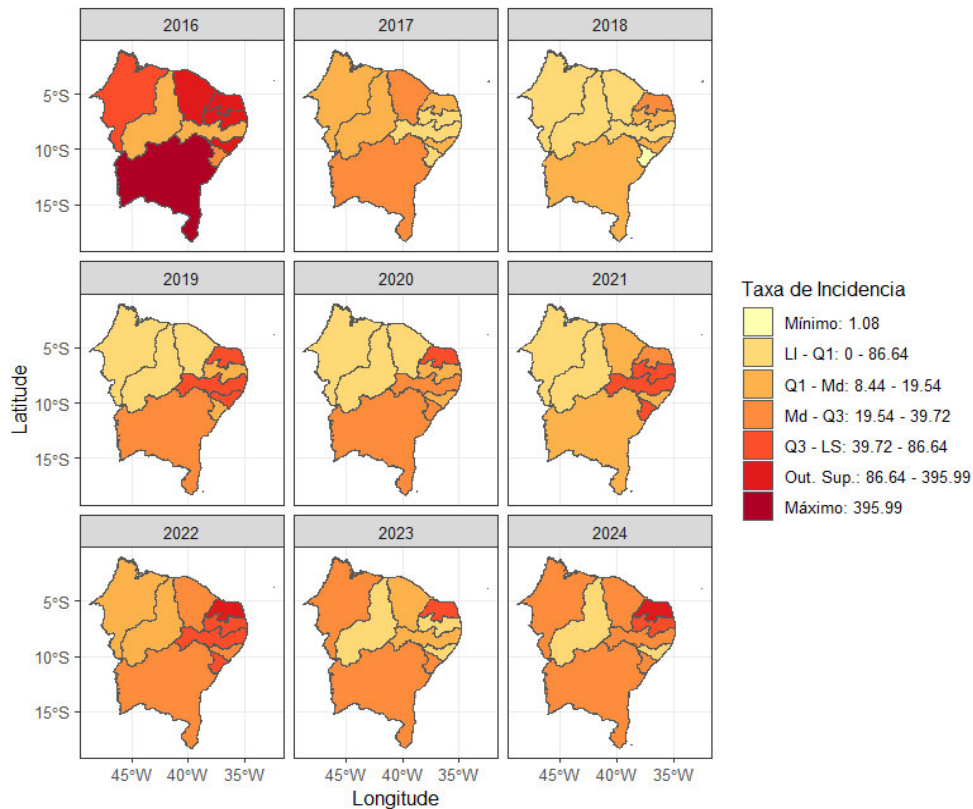 2016 2017 2018
5°S
10°S
15°S
2019 2020 2021
5°S
10°S
15°S
2022 2023 2024
5°S
10°S
15°S
45°W 40°W 35°W 45°W 40°W 35°W 45°W 40°W 35°W
Longitude
Latitude
Taxa de Incidencia
Mínimo: 1.08
LI - Q1: 0 - 86.64
Q1 - Md: 8.44 - 19.54
Md - Q3: 19.54 - 39.72
Q3 - LS: 39.72 - 86.64
Out. Sup.: 86.64 - 395.99
Máximo: 395.99